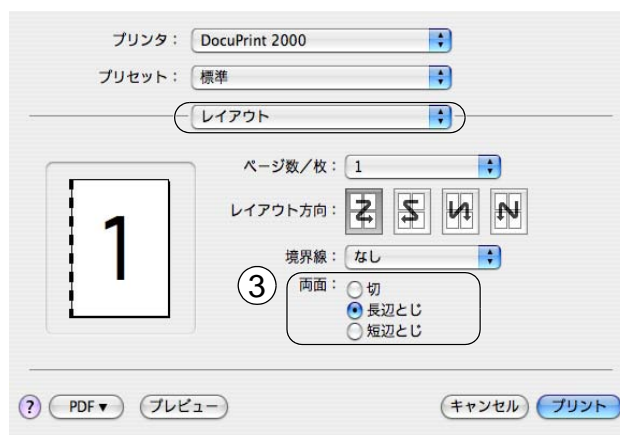 プリンタ： DocuPrint 2000
プリセット： 標準
レイアウト
ページ数／枚： 1
レイアウト方向：
境界線： なし
③ 両面： 切
長辺とじ
短辺とじ
1
? PDF▼ プレビュー キャンセル プリント